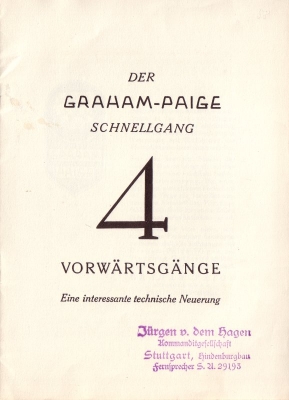 DER
GRAHAM-PAIGE
SCHNELLGANG
4
VORWÄRTSGÄNGE
Eine interessante technische Neuerung
Jürgen v. dem Hagen
Kommanditgesellschaft
Stuttgart, Hindenburgbau
Fernsprecher S. A. 29193